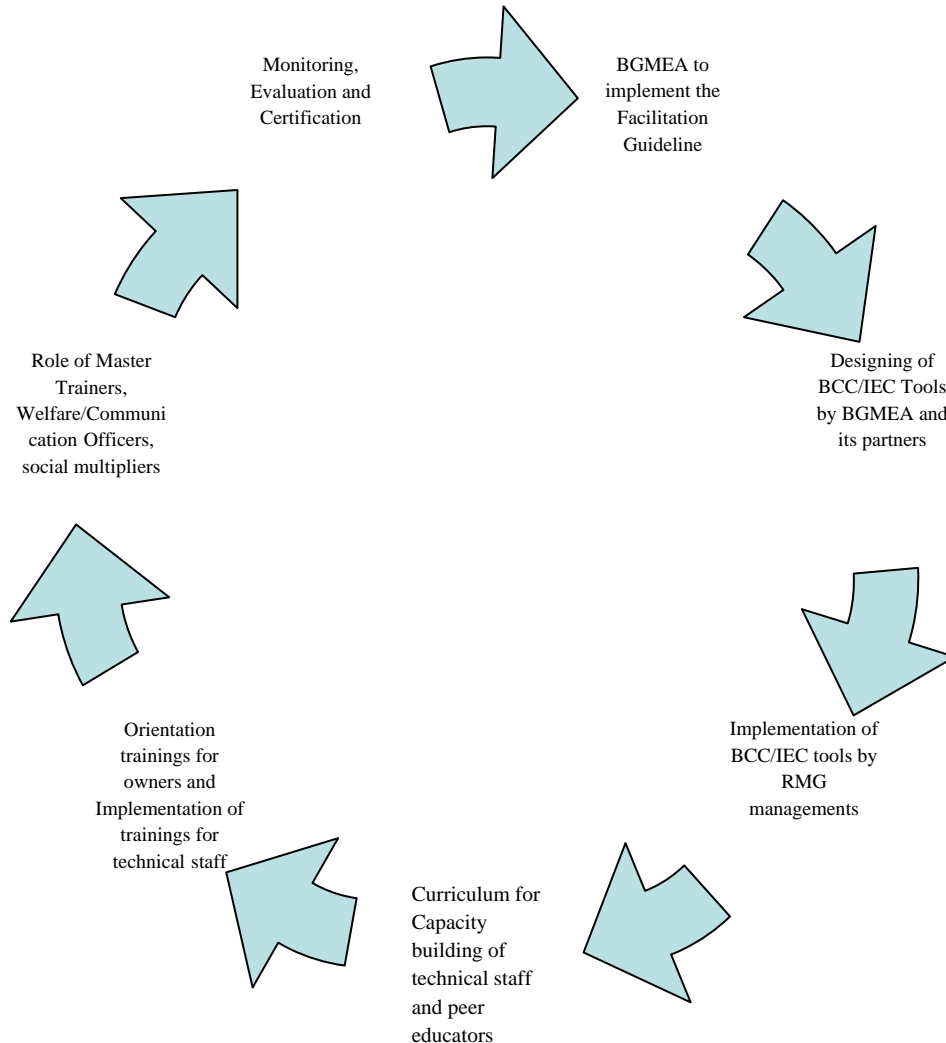 Monitoring,
Evaluation and
Certification
BGMEA to
implement the
Facilitation
Guideline
Designing of
BCC/IEC Tools
by BGMEA and
its partners
Implementation of
BCC/IEC tools by
RMG
managements
Curriculum for
Capacity
building of
technical staff
and peer
educators
Orientation
trainings for
owners and
Implementation of
trainings for
technical staff
Role of Master
Trainers,
Welfare/Communi
cation Officers,
social multipliers